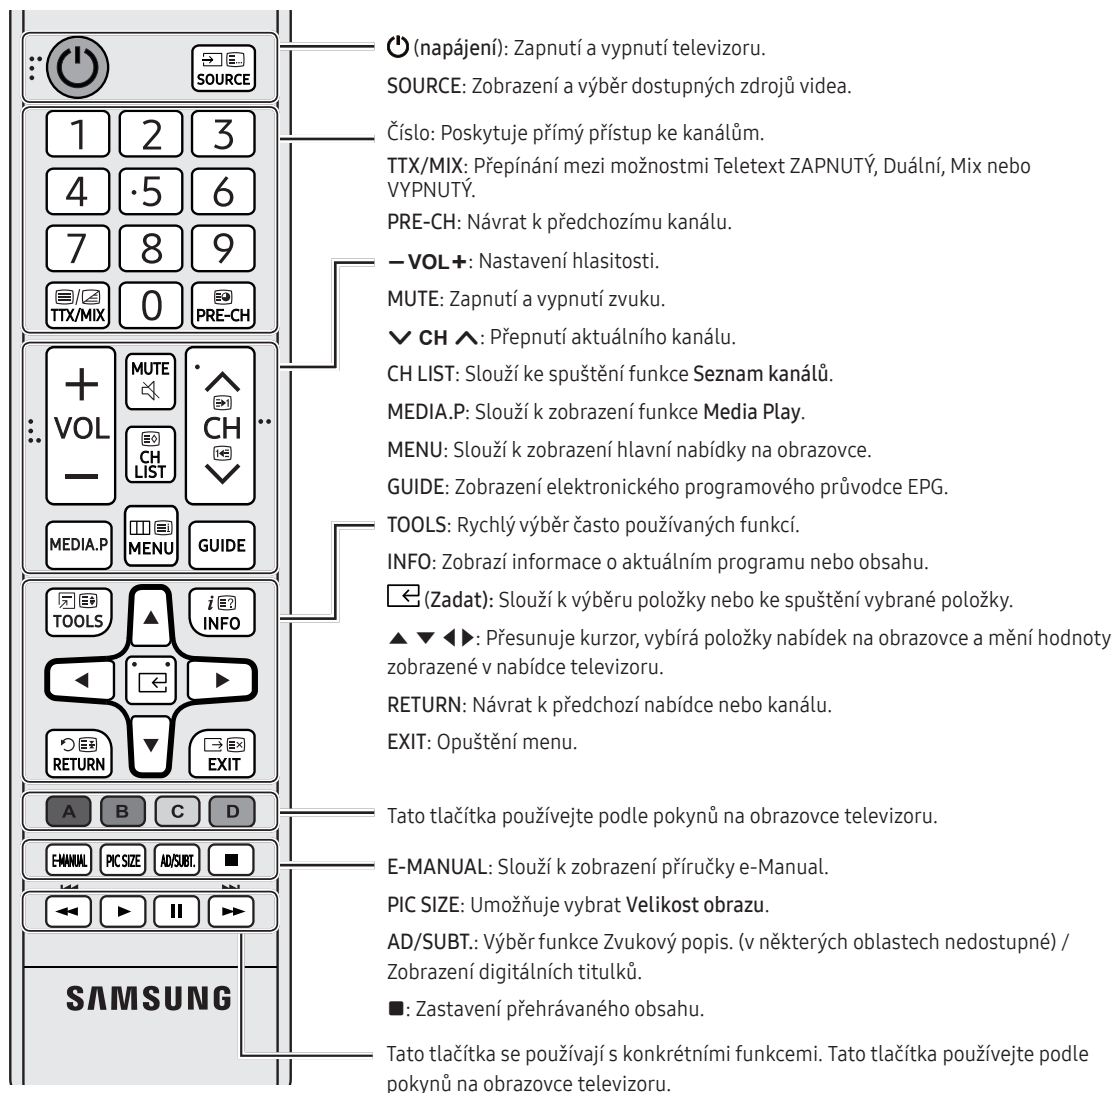 SOURCE
1 2 3
4 ·5 6
7 8 9
TTX/MIX 0 PRE-CH
+ VOL —
MUTE
CH LIST
CH
MEDIA.P MENU GUIDE
TOOLS INFO
RETURN EXIT
A B C D
E-MANUAL PIC SIZE AD/SUBT.
SAMSUNG
(napájení): Zapnutí a vypnutí televizoru.
SOURCE: Zobrazení a výběr dostupných zdrojů videa.
Číslo: Poskytuje přímý přístup ke kanálům.
TTX/MIX: Přepínání mezi možnostmi Teletext ZAPNUTÝ, Duální, Mix nebo
VYPNUTÝ.
PRE-CH: Návrat k předchozímu kanálu.
— VOL +: Nastavení hlasitosti.
MUTE: Zapnutí a vypnutí zvuku.
CH : Přepnutí aktuálního kanálu.
CH LIST: Slouží ke spuštění funkce Seznam kanálů.
MEDIA.P: Slouží k zobrazení funkce Media Play.
MENU: Slouží k zobrazení hlavní nabídky na obrazovce.
GUIDE: Zobrazení elektronického programového průvodce EPG.
TOOLS: Rychlý výběr často používaných funkcí.
INFO: Zobrazí informace o aktuálním programu nebo obsahu.
(Zadat): Slouží k výběru položky nebo ke spuštění vybrané položky.
▲ ▼ ◀ ▶: Přesunuje kurzor, vybírá položky nabídek na obrazovce a mění hodnoty
zobrazené v nabídce televizoru.
RETURN: Návrat k předchozí nabídce nebo kanálu.
EXIT: Opuštění menu.
Tato tlačítka používejte podle pokynů na obrazovce televizoru.
E-MANUAL: Slouží k zobrazení příručky e-Manual.
PIC SIZE: Umožňuje vybrat Velikost obrazu.
AD/SUBT.: Výběr funkce Zvukový popis. (v některých oblastech nedostupné) /
Zobrazení digitálních titulků.
■: Zastavení přehrávaného obsahu.
Tato tlačítka se používají s konkrétními funkcemi. Tato tlačítka používejte podle
pokynů na obrazovce televizoru.